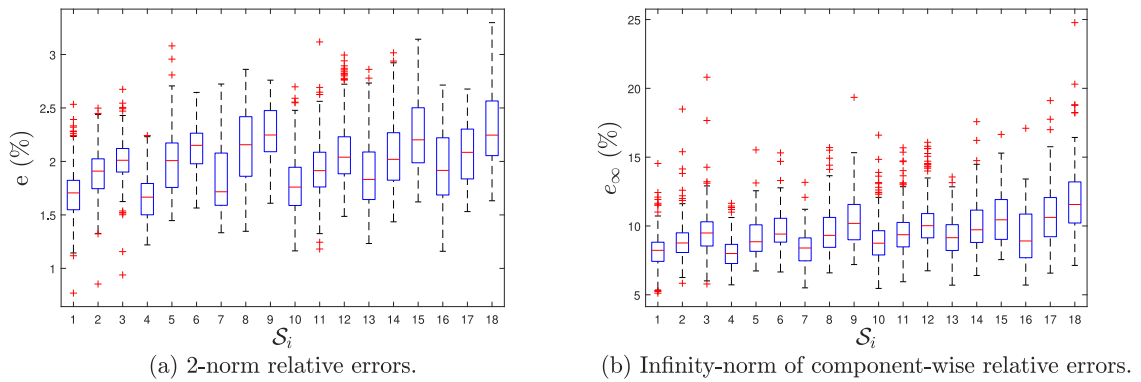 3
2.5
2
1.5
1
e (%)
1 2 3 4 5 6 7 8 9 10 11 12 13 14 15 16 17 18
𝒮ᵢ
(a) 2-norm relative errors.
25
20
15
10
5
e∞ (%)
1 2 3 4 5 6 7 8 9 10 11 12 13 14 15 16 17 18
𝒮ᵢ
(b) Infinity-norm of component-wise relative errors.